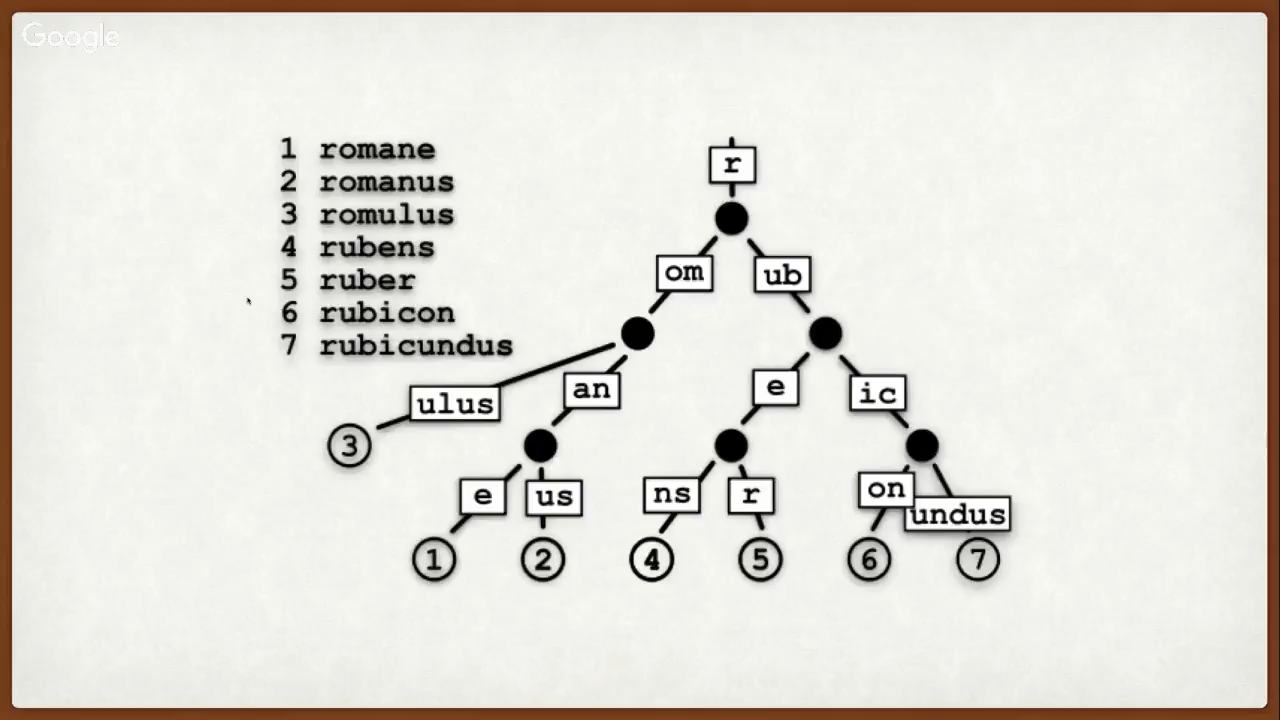 Google
1 romane
2 romanus
3 romulus
4 rubens
5 ruber
6 rubicon
7 rubicundus
r
om ub
ulus an e ic
3
e us ns r on undus
1 2 4 5 6 7